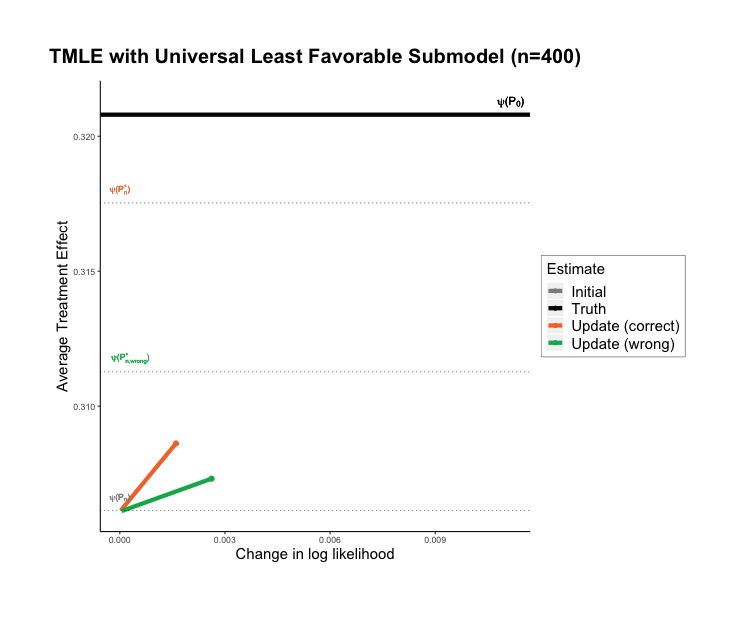 TMLE with Universal Least Favorable Submodel (n=400)
ψ(P₀)
0.320
ψ(Pₙ*)
0.315
Average Treatment Effect
ψ(P*n,wrong)
0.310
ψ(Pₙ)
0.000
0.003
0.006
0.009
Change in log likelihood
Estimate
Initial
Truth
Update (correct)
Update (wrong)